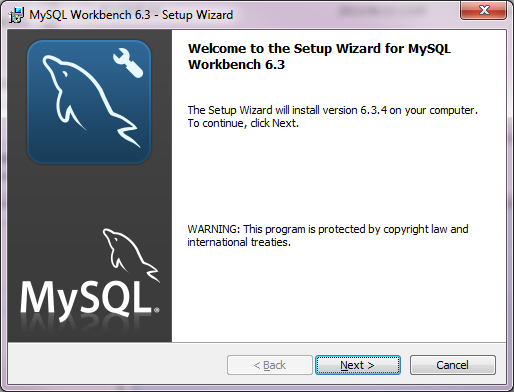 MySQL Workbench 6.3 - Setup Wizard
Welcome to the Setup Wizard for MySQL
Workbench 6.3
The Setup Wizard will install version 6.3.4 on your computer.
To continue, click Next.
WARNING: This program is protected by copyright law and
international treaties.
MySQL®
< Back
Next >
Cancel